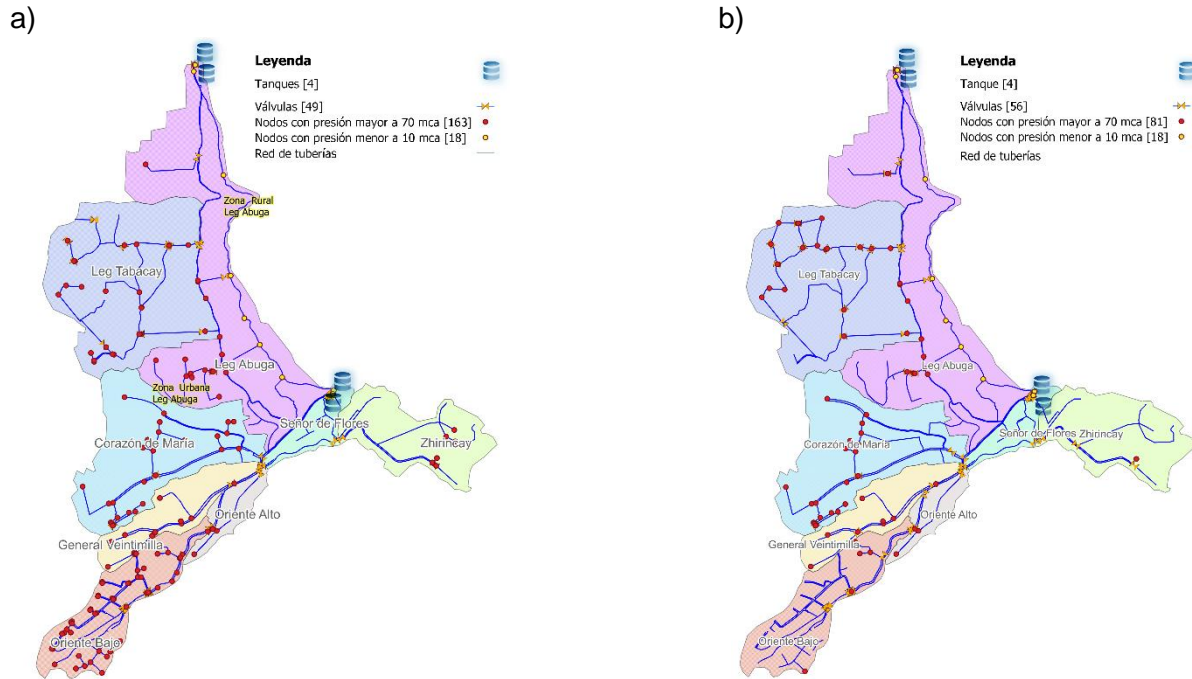 a)
Leyenda
Tanques [4]
Válvulas [49]
Nodos con presión mayor a 70 mca [163]
Nodos con presión menor a 10 mca [18]
Red de tuberías
Zona Rural
Leg Abuga
Leg Tabacay
Leg Abuga
Zona Urbana
Leg Abuga
Señor de Flores
Corazón de María
Zhirincay
Oriente Alto
General Veintimilla
Oriente Bajo
b)
Leyenda
Tanque [4]
Válvulas [56]
Nodos con presión mayor a 70 mca [81]
Nodos con presión menor a 10 mca [18]
Red de tuberías
Leg Tabacay
Leg Abuga
Señor de Flores
Zhirincay
Corazón de María
Oriente Alto
General Veintimilla
Oriente Bajo